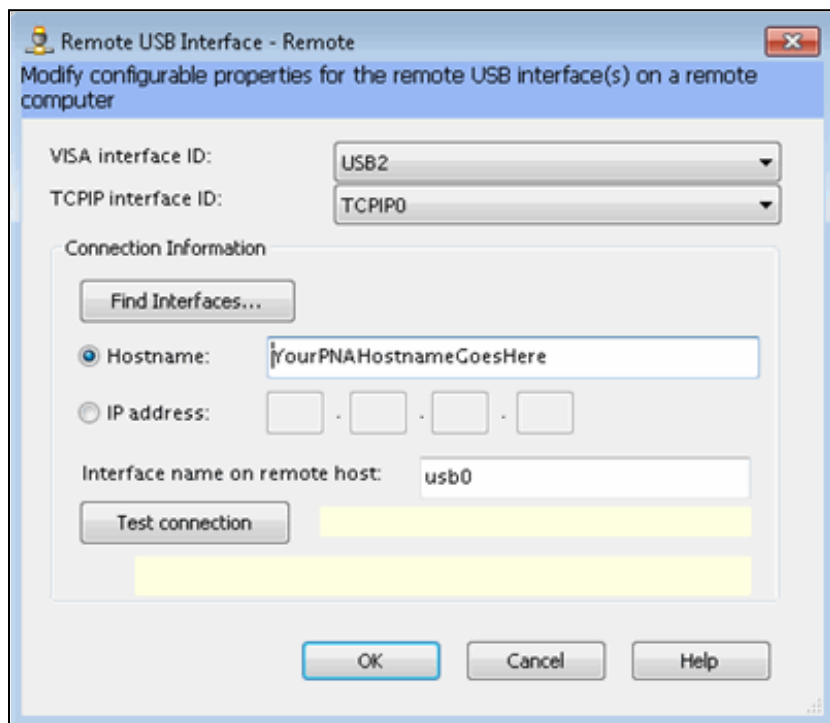 Remote USB Interface - Remote
Modify configurable properties for the remote USB interface(s) on a remote
computer
VISA interface ID: USB2
TCPIP interface ID: TCPIP0
Connection Information
Find Interfaces...
Hostname: YourPNAHostnameGoesHere
IP address: . . .
Interface name on remote host: usb0
Test connection
OK Cancel Help